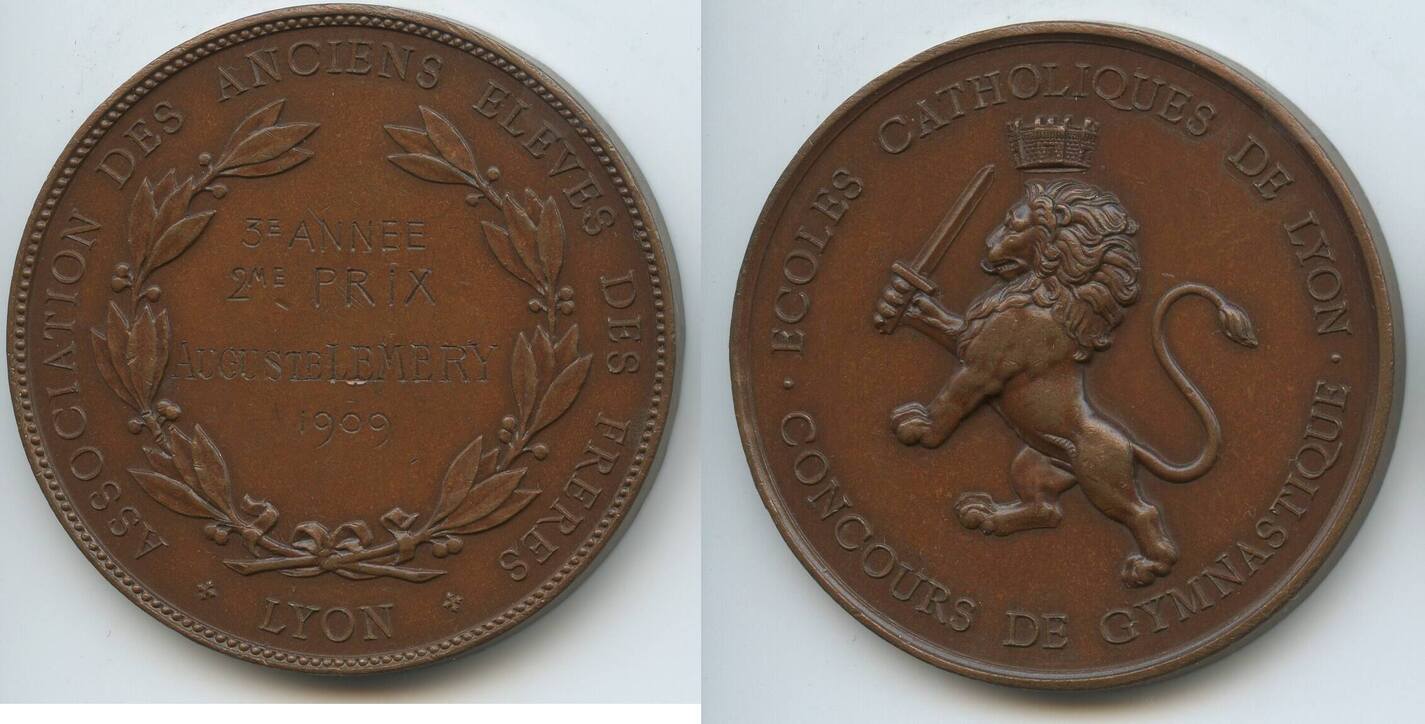 ASSOCIATION DES ANCIENS ELEVES DES FRERES
LYON
3E ANNEE
2ME PRIX
AUGUSTE LEMERY
1909
ECOLES CATHOLIQUES DE LYON
CONCOURS DE GYMNASTIQUE